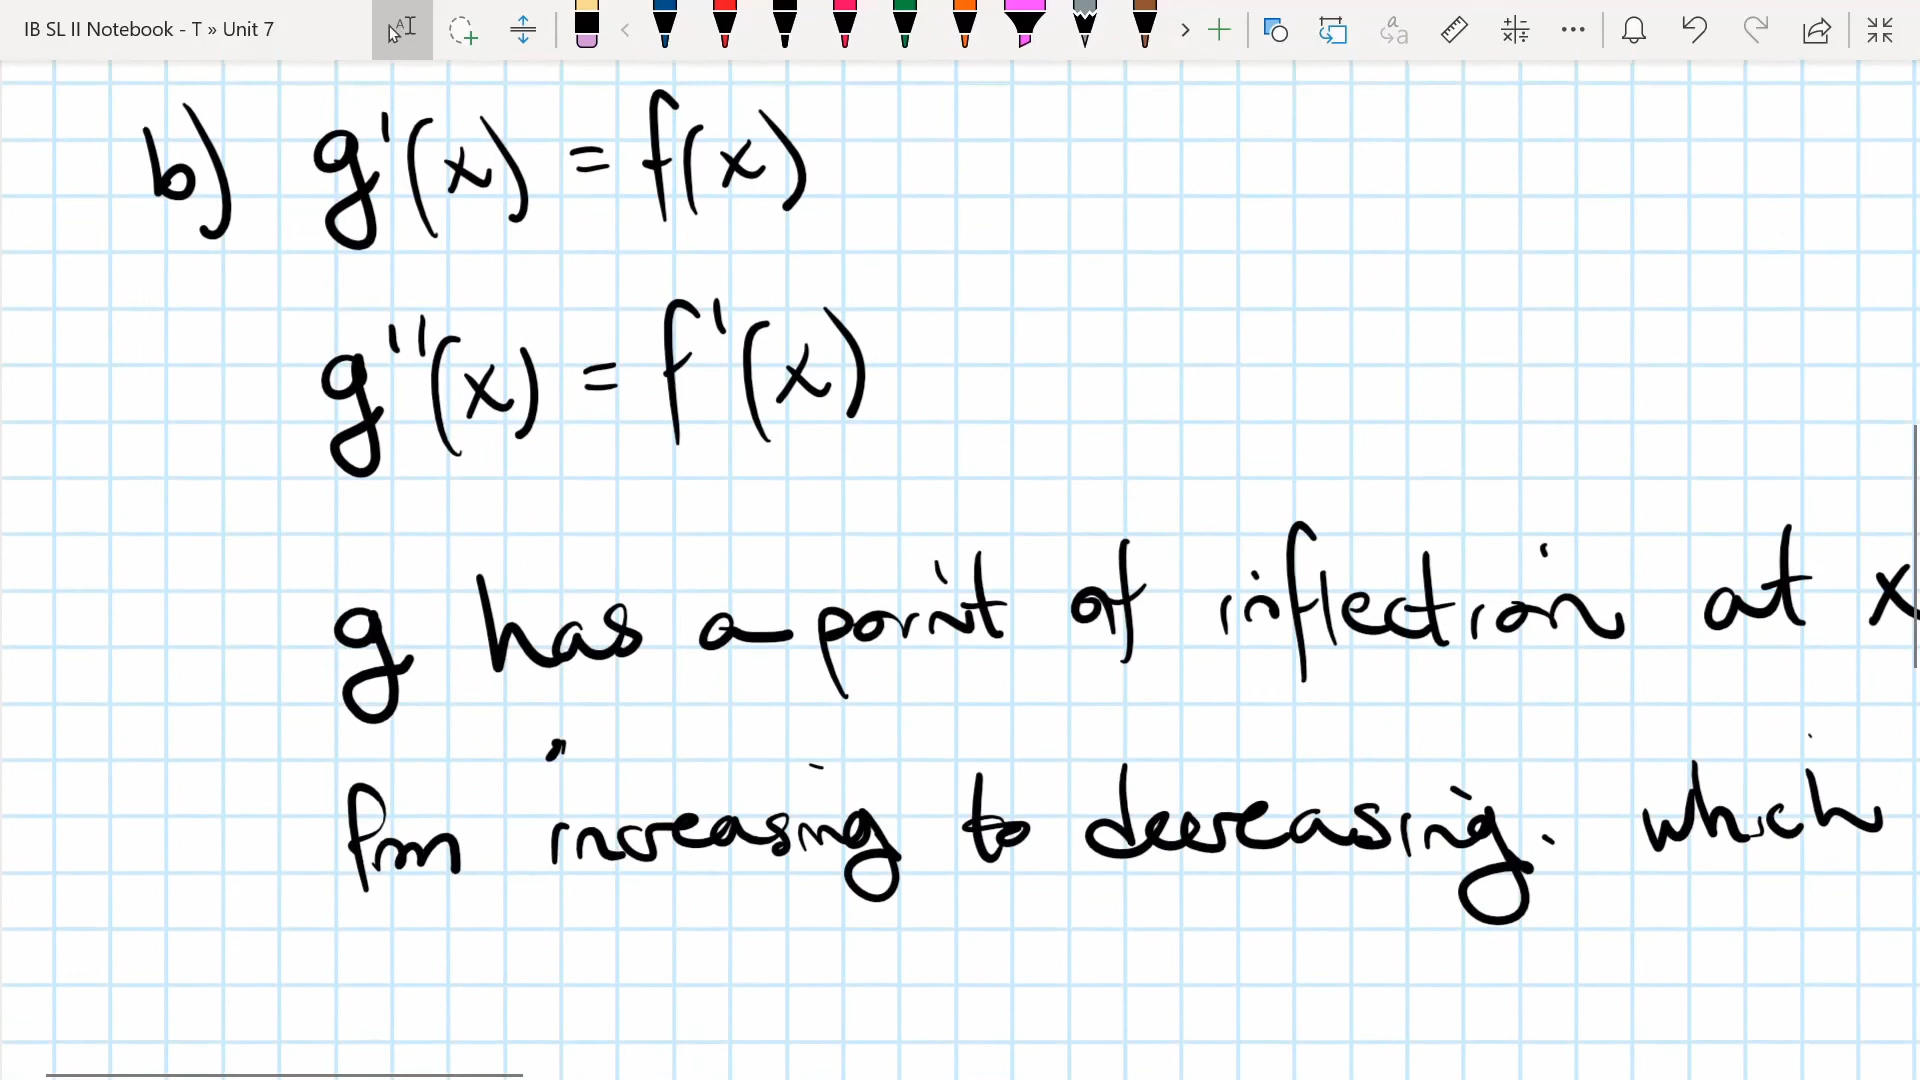 IB SL II Notebook - T » Unit 7
b) g'(x) = f(x)
g''(x) = f'(x)
g has a point of inflection at x
from increasing to decreasing. which